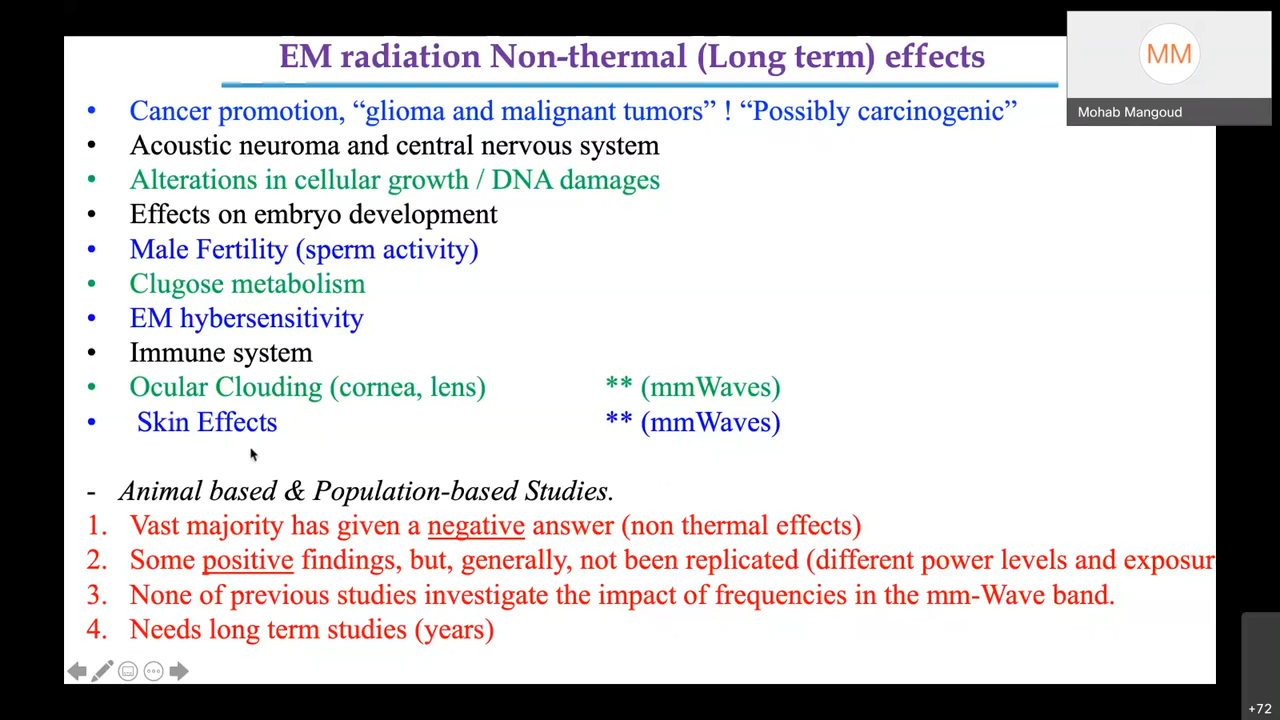 EM radiation Non-thermal (Long term) effects
MM
Mohab Mangoud
• Cancer promotion, “glioma and malignant tumors” ! “Possibly carcinogenic”
• Acoustic neuroma and central nervous system
• Alterations in cellular growth / DNA damages
• Effects on embryo development
• Male Fertility (sperm activity)
• Clugose metabolism
• EM hybersensitivity
• Immune system
• Ocular Clouding (cornea, lens) ** (mmWaves)
• Skin Effects ** (mmWaves)
- Animal based & Population-based Studies.
1. Vast majority has given a negative answer (non thermal effects)
2. Some positive findings, but, generally, not been replicated (different power levels and exposur
3. None of previous studies investigate the impact of frequencies in the mm-Wave band.
4. Needs long term studies (years)
+72